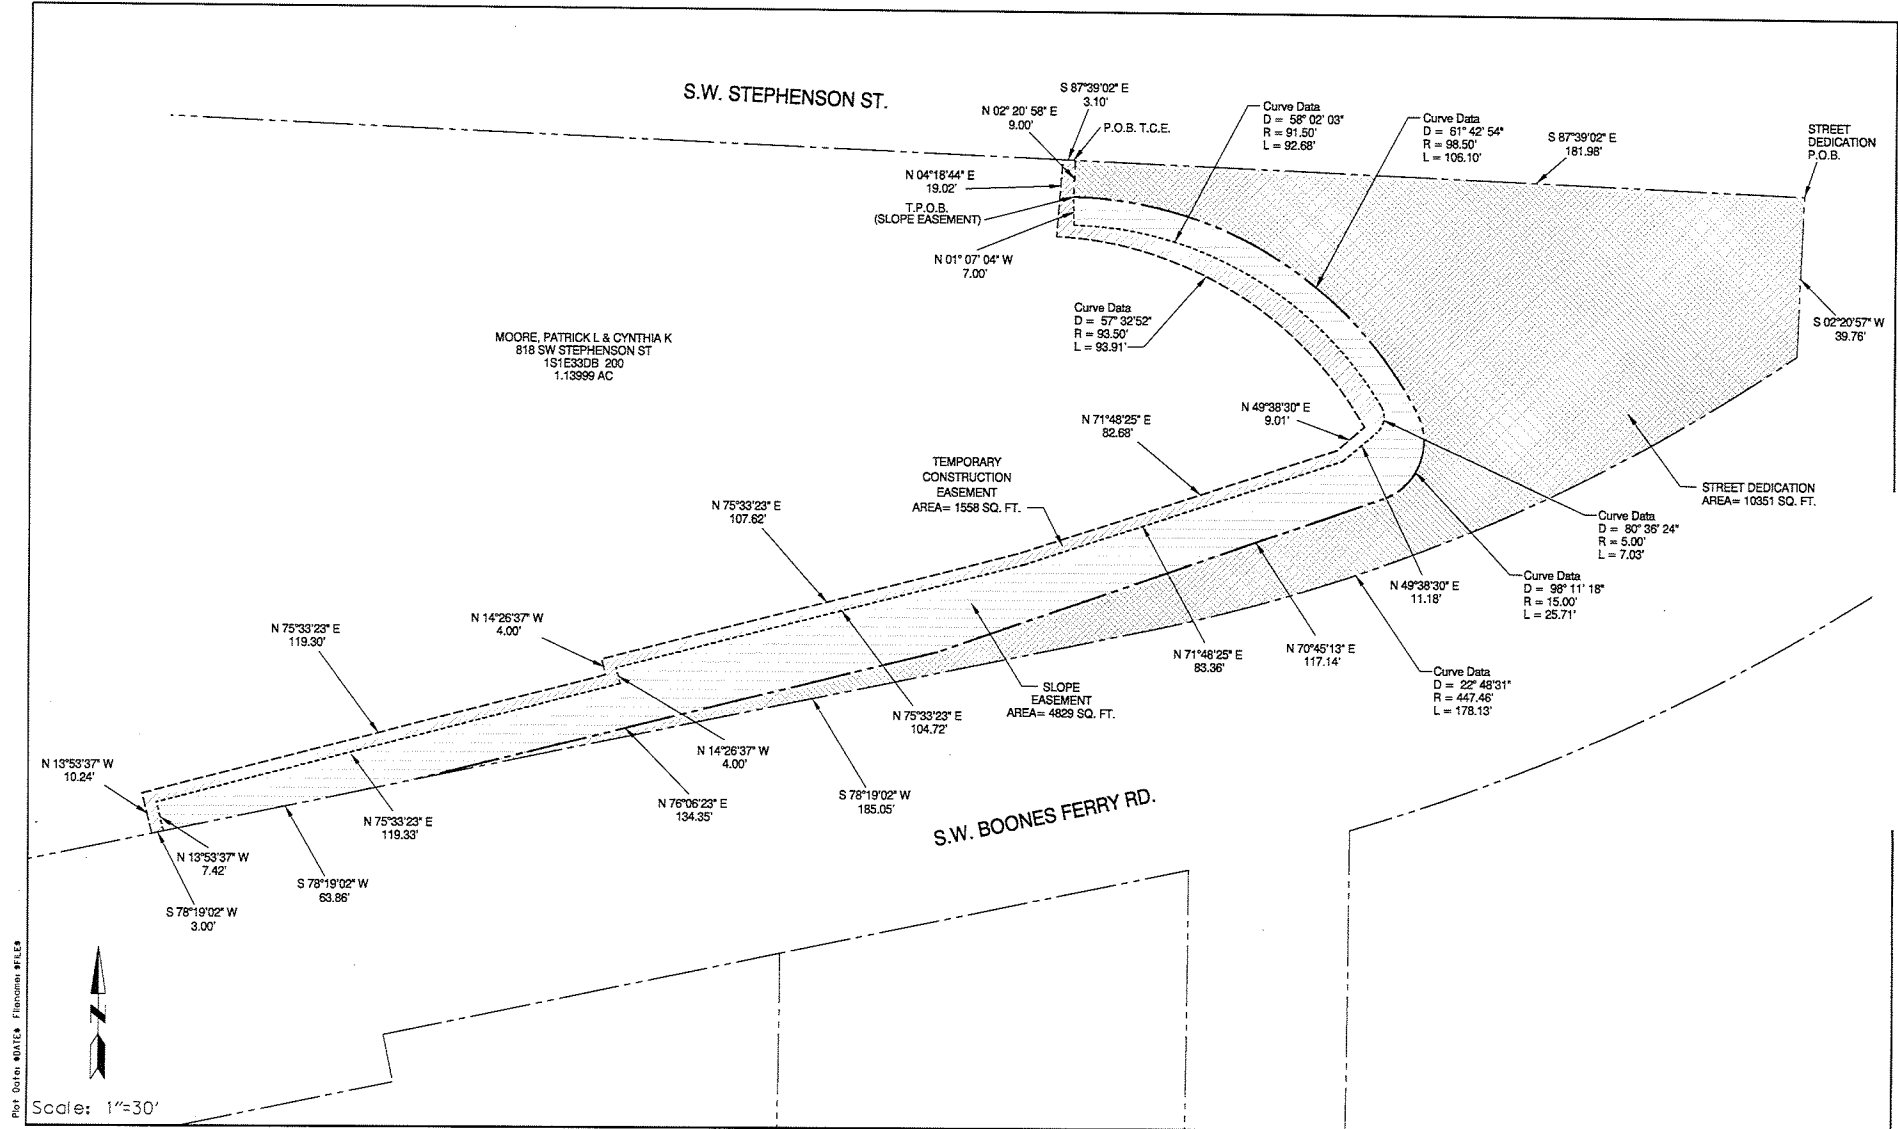 S.W. STEPHENSON ST.
S 87°39'02" E
3.10'
N 02° 20' 58" E
9.00'
P.O.B. T.C.E.
Curve Data
D = 58° 02' 03"
R = 91.50'
L = 92.68'
Curve Data
D = 61° 42' 54"
R = 98.50'
L = 106.10'
S 87°39'02" E
181.98'
STREET
DEDICATION
P.O.B.
N 04°18'44" E
19.02'
T.P.O.B.
(SLOPE EASEMENT)
N 01° 07' 04" W
7.00'
Curve Data
D = 57° 32'52"
R = 93.50'
L = 93.91'
S 02°20'57" W
39.76'
MOORE, PATRICK L & CYNTHIA K
818 SW STEPHENSON ST
1S1E33DB 200
1.13999 AC
N 49°38'30" E
9.01'
N 71°48'25" E
82.68'
TEMPORARY
CONSTRUCTION
EASEMENT
AREA= 1558 SQ. FT.
STREET DEDICATION
AREA= 10351 SQ. FT.
N 75°33'23" E
107.62'
Curve Data
D = 80° 36' 24"
R = 5.00'
L = 7.03'
N 49°38'30" E
11.18'
Curve Data
D = 98° 11' 18"
R = 15.00'
L = 25.71'
N 14°26'37" W
4.00'
N 75°33'23" E
119.30'
N 71°48'25" E
83.36'
N 70°45'13" E
117.14'
Curve Data
D = 22° 48'31"
R = 447.46'
L = 178.13'
SLOPE
EASEMENT
AREA= 4829 SQ. FT.
N 75°33'23" E
104.72'
N 14°26'37" W
4.00'
N 13°53'37" W
10.24'
S 78°19'02" W
185.05'
N 76°06'23" E
134.35'
N 75°33'23" E
119.33'
S.W. BOONES FERRY RD.
N 13°53'37" W
7.42'
S 78°19'02" W
63.86'
S 78°19'02" W
3.00'
N
Scale: 1"=30'
Plot Date: $DATE$ Filename: $FILE$